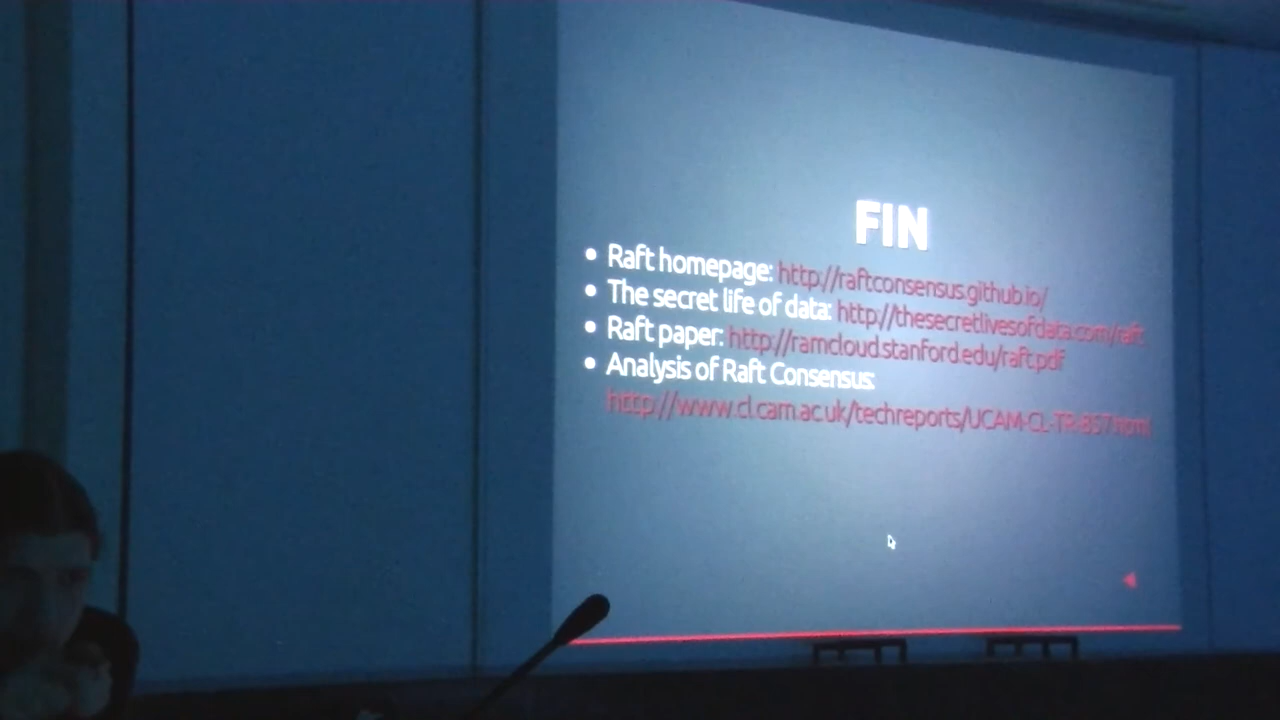 FIN
Raft homepage: http://raftconsensus.github.io/
The secret life of data: http://thesecretlivesofdata.com/raft
Raft paper: http://ramcloud.stanford.edu/raft.pdf
Analysis of Raft Consensus:
http://www.cl.cam.ac.uk/techreports/UCAM-CL-TR-857.html